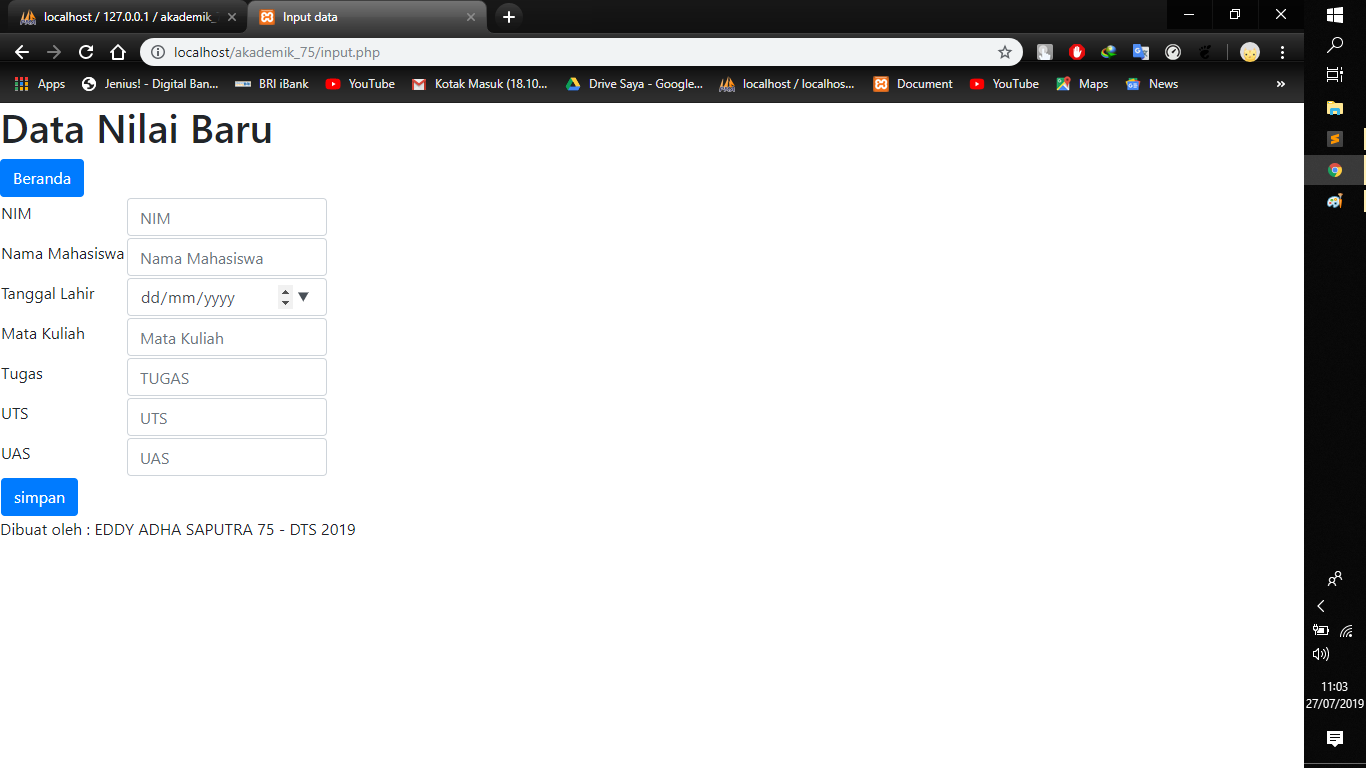 localhost / 127.0.0.1 / akademik_7
Input data
localhost/akademik_75/input.php
Apps Jenius! - Digital Ban... BRI iBank YouTube Kotak Masuk (18.10... Drive Saya - Google... localhost / localhos... Document YouTube Maps News »
Data Nilai Baru
Beranda
NIM NIM
Nama Mahasiswa Nama Mahasiswa
Tanggal Lahir dd/mm/yyyy
Mata Kuliah Mata Kuliah
Tugas TUGAS
UTS UTS
UAS UAS
simpan
Dibuat oleh : EDDY ADHA SAPUTRA 75 - DTS 2019
11:03
27/07/2019